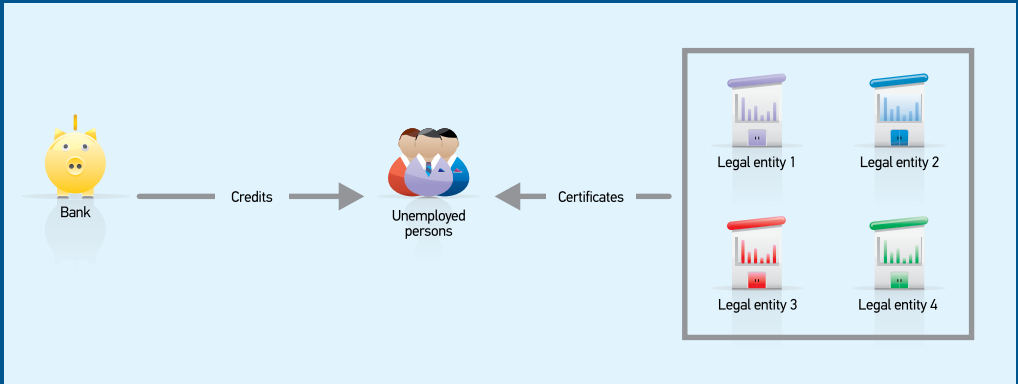 Bank
Credits
Unemployed
persons
Certificates
Legal entity 1
Legal entity 2
Legal entity 3
Legal entity 4